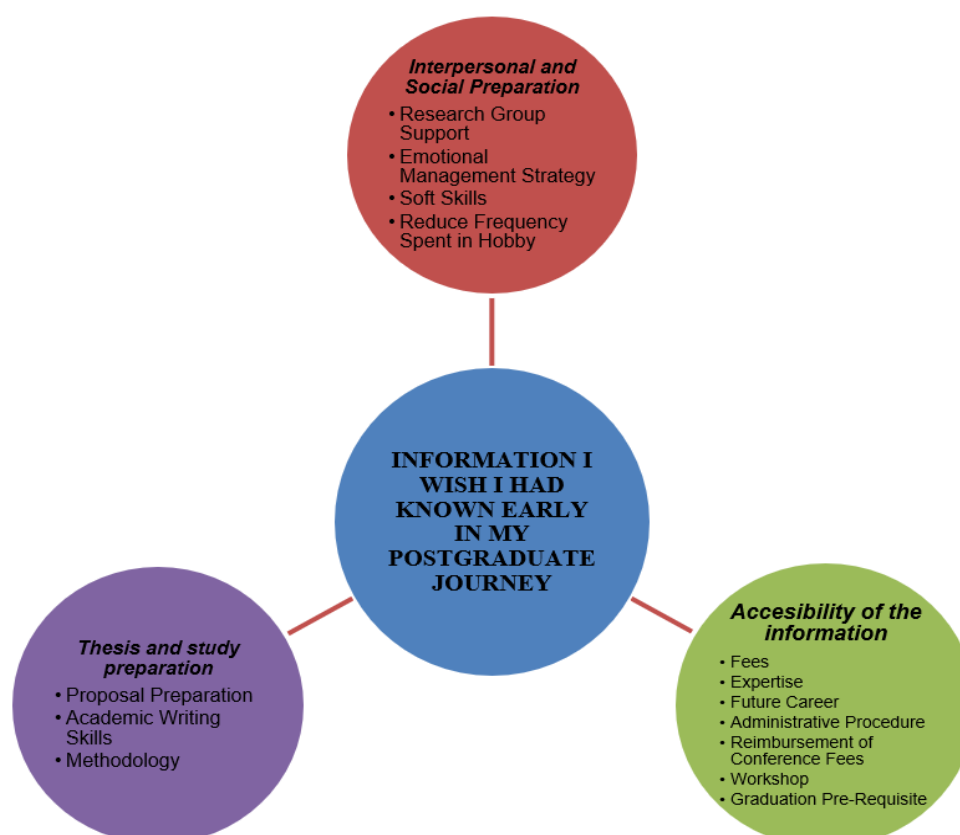 Interpersonal and
Social Preparation
• Research Group
Support
• Emotional
Management Strategy
• Soft Skills
• Reduce Frequency
Spent in Hobby
INFORMATION I
WISH I HAD
KNOWN EARLY
IN MY
POSTGRADUATE
JOURNEY
Thesis and study
preparation
• Proposal Preparation
• Academic Writing
Skills
• Methodology
Accesibility of the
information
• Fees
• Expertise
• Future Career
• Administrative Procedure
• Reimbursement of
Conference Fees
• Workshop
• Graduation Pre-Requisite